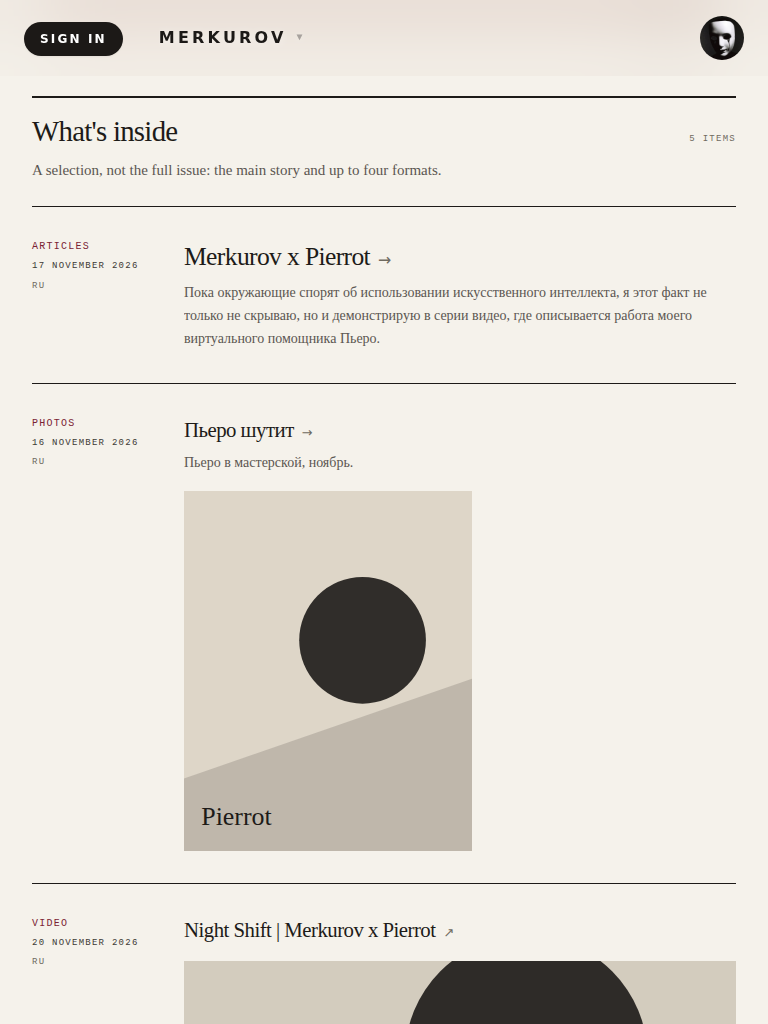 SIGN IN
MERKUROV ▼
What's inside
5 ITEMS
A selection, not the full issue: the main story and up to four formats.
ARTICLES
17 NOVEMBER 2026
RU
Merkurov x Pierrot →
Пока окружающие спорят об использовании искусственного интеллекта, я этот факт не
только не скрываю, но и демонстрирую в серии видео, где описывается работа моего
виртуального помощника Пьеро.
PHOTOS
16 NOVEMBER 2026
RU
Пьеро шутит →
Пьеро в мастерской, ноябрь.
Pierrot
VIDEO
20 NOVEMBER 2026
RU
Night Shift | Merkurov x Pierrot ↗